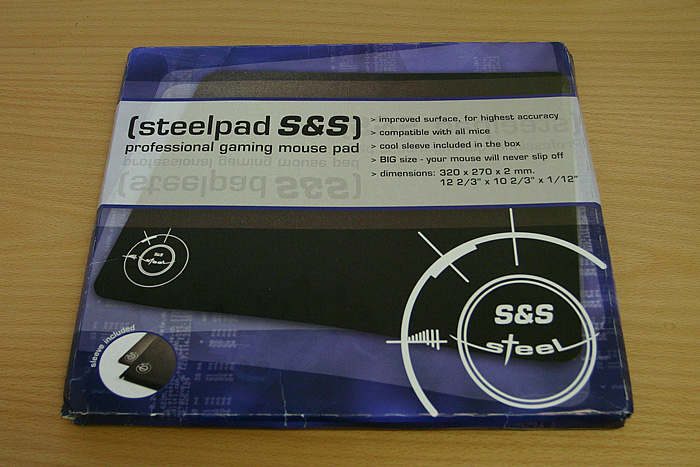 (steelpad S&S)
professional gaming mouse pad
> improved surface, for highest accuracy
> compatible with all mice
> cool sleeve included in the box
> BIG size - your mouse will never slip off
> dimensions: 320 x 270 x 2 mm.
12 2/3" x 10 2/3" x 1/12"
S&S
steel
sleeve included
S&S
steel